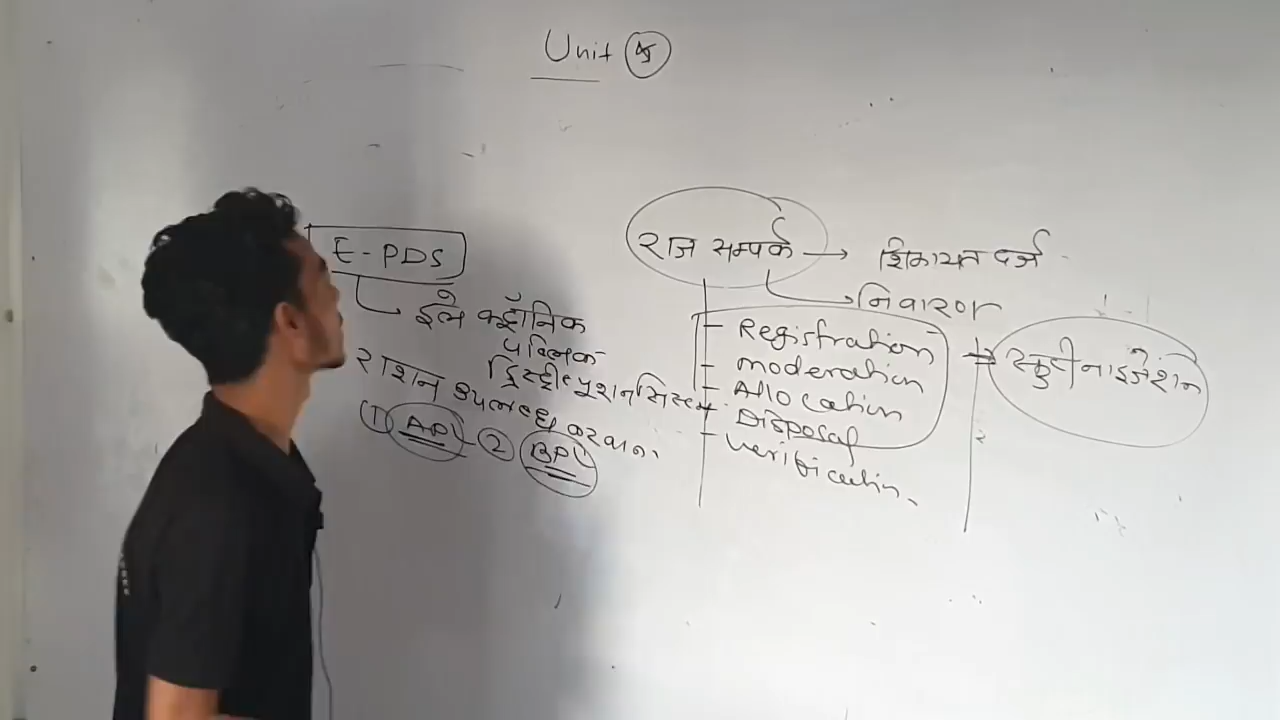 Unit 5
E-PDS
ईलेक्ट्रॉनिक
पब्लिक
डिस्ट्रीब्यूशन सिस्टम
राशन उपलब्ध करवाना
① APL ② BPL
राज सम्पर्क → शिकायत दर्ज
निवारण
- Registration
- moderation
- Allocation
- Disposal
- verification
स्कुटीनाइजेशन